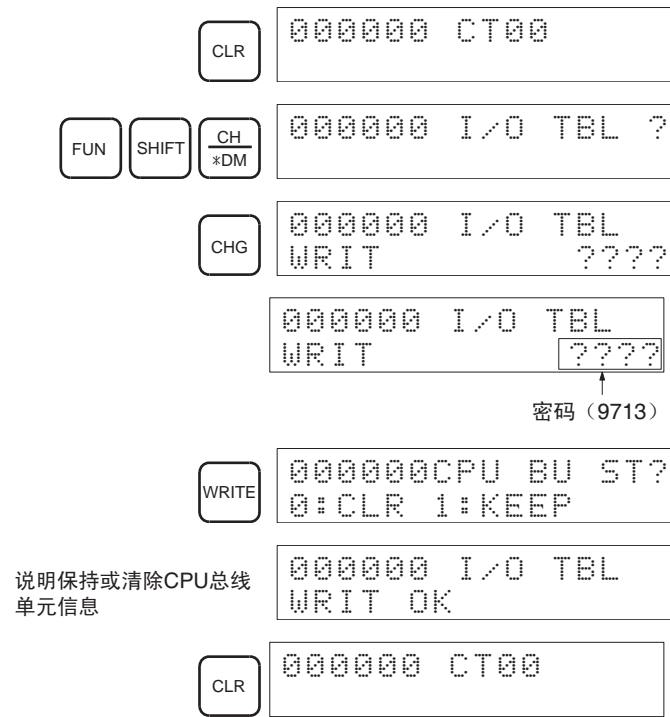 CLR
000000 CT00
FUN SHIFT CH *DM
000000 I/O TBL ?
CHG
000000 I/O TBL
WRIT ????
000000 I/O TBL
WRIT ????
密码（9713）
WRITE
000000CPU BU ST?
0:CLR 1:KEEP
说明保持或清除CPU总线
单元信息
000000 I/O TBL
WRIT OK
CLR
000000 CT00